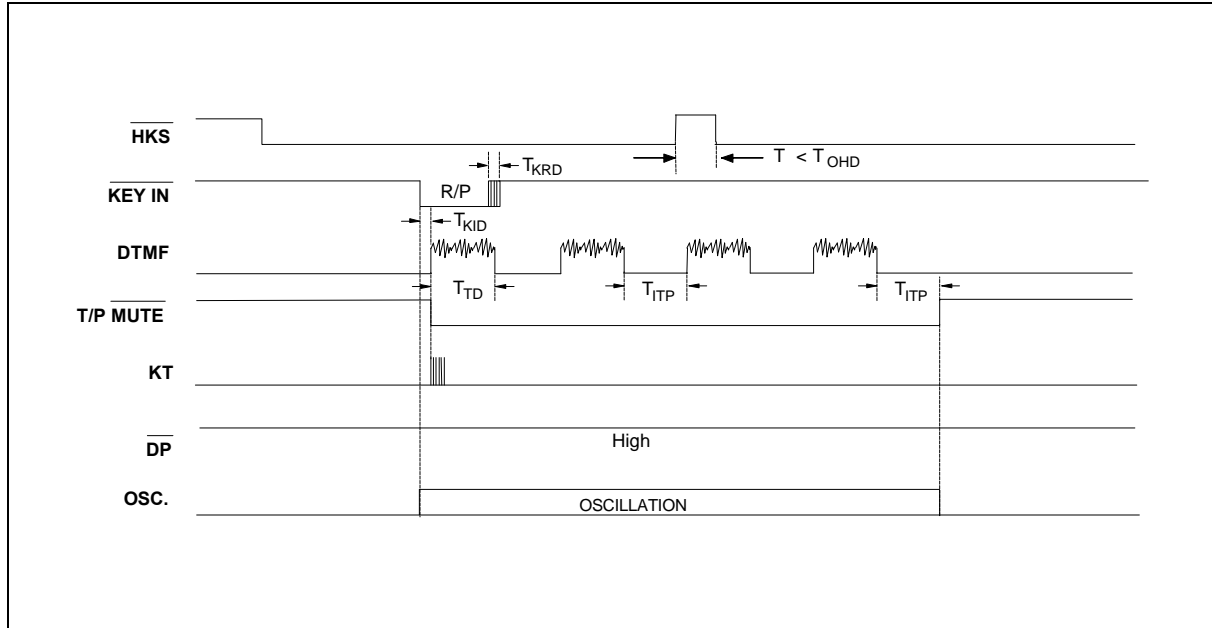 HKS
T < TOHD
TKRD
KEY IN
R/P
TKID
DTMF
TTD
TITP
TITP
T/P MUTE
KT
DP
High
OSC.
OSCILLATION